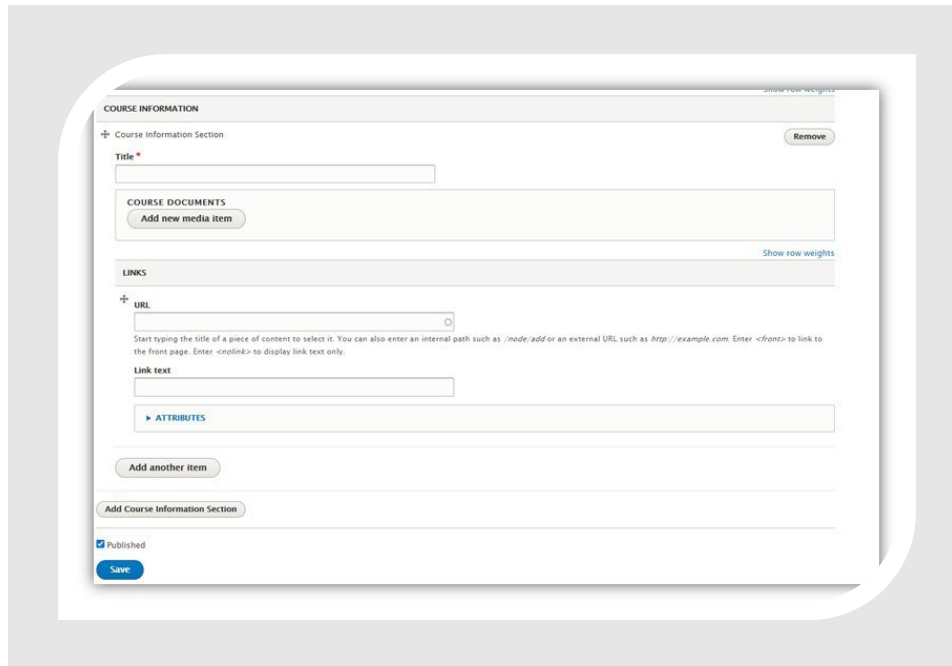 Show row weights
COURSE INFORMATION
Course Information Section
Remove
Title *
COURSE DOCUMENTS
Add new media item
Show row weights
LINKS
URL
Start typing the title of a piece of content to select it. You can also enter an internal path such as /node/add or an external URL such as http://example.com. Enter <front> to link to
the front page. Enter <nolink> to display link text only.
Link text
► ATTRIBUTES
Add another item
Add Course Information Section
Published
Save